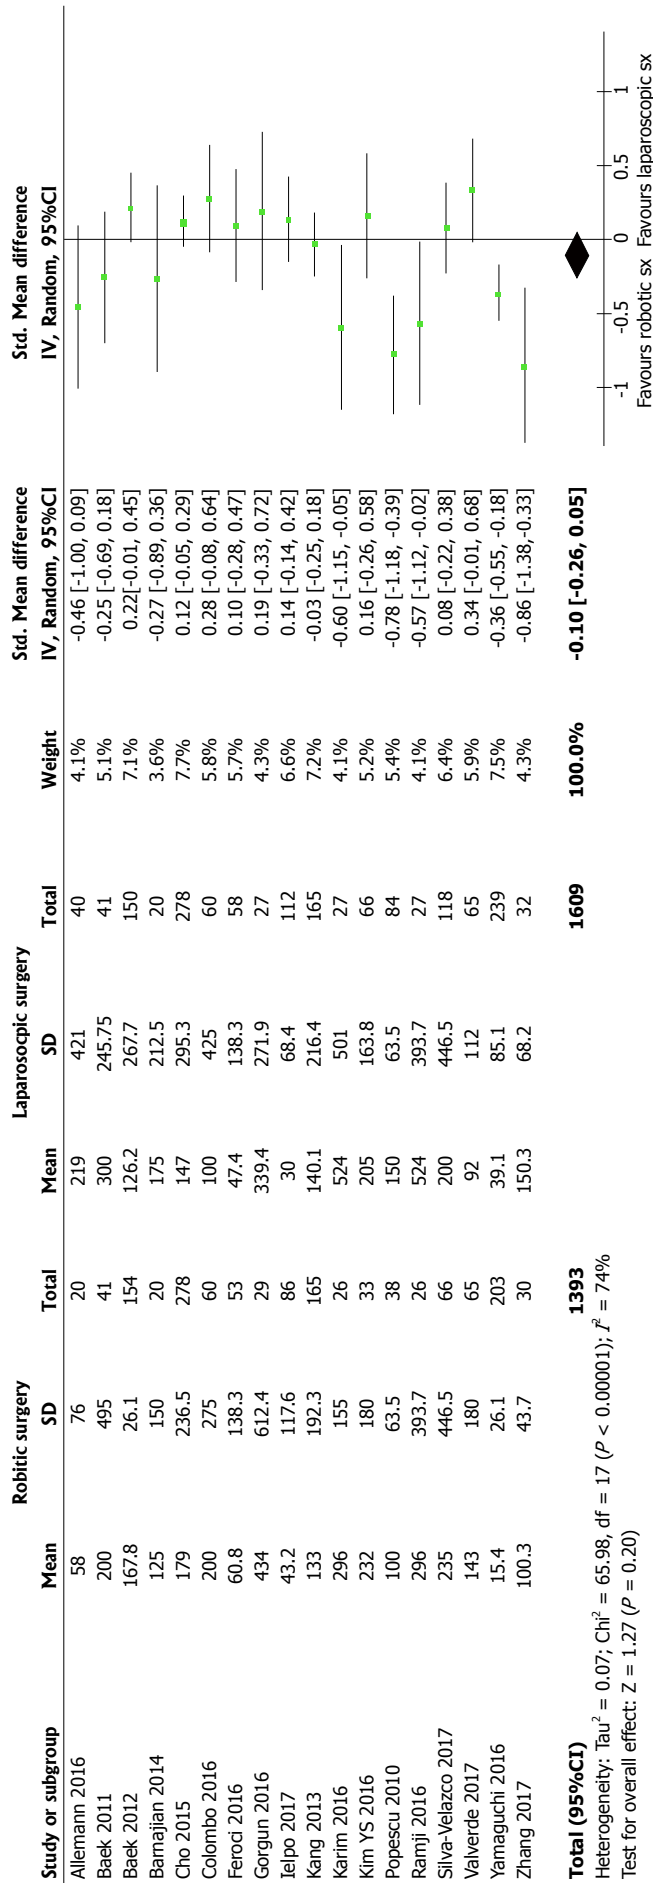 Robitic surgery Laparosocpic surgery Std. Mean difference Std. Mean difference
Study or subgroup Mean SD Total Mean SD Total Weight IV, Random, 95%CI IV, Random, 95%CI
Allemann 2016 58 76 20 219 421 40 4.1% -0.46 [-1.00, 0.09]
Baek 2011 200 495 41 300 245.75 41 5.1% -0.25 [-0.69, 0.18]
Baek 2012 167.8 26.1 154 126.2 267.7 150 7.1% 0.22[-0.01, 0.45]
Bamajian 2014 125 150 20 175 212.5 20 3.6% -0.27 [-0.89, 0.36]
Cho 2015 179 236.5 278 147 295.3 278 7.7% 0.12 [-0.05, 0.29]
Colombo 2016 200 275 60 100 425 60 5.8% 0.28 [-0.08, 0.64]
Feroci 2016 60.8 138.3 53 47.4 138.3 58 5.7% 0.10 [-0.28, 0.47]
Gorgun 2016 434 612.4 29 339.4 271.9 27 4.3% 0.19 [-0.33, 0.72]
Ielpo 2017 43.2 117.6 86 30 68.4 112 6.6% 0.14 [-0.14, 0.42]
Kang 2013 133 192.3 165 140.1 216.4 165 7.2% -0.03 [-0.25, 0.18]
Karim 2016 296 155 26 524 501 27 4.1% -0.60 [-1.15, -0.05]
Kim YS 2016 232 180 33 205 163.8 66 5.2% 0.16 [-0.26, 0.58]
Popescu 2010 100 63.5 38 150 63.5 84 5.4% -0.78 [-1.18, -0.39]
Ramji 2016 296 393.7 26 524 393.7 27 4.1% -0.57 [-1.12, -0.02]
Silva-Velazco 2017 235 446.5 66 200 446.5 118 6.4% 0.08 [-0.22, 0.38]
Valverde 2017 143 180 65 92 112 65 5.9% 0.34 [-0.01, 0.68]
Yamaguchi 2016 15.4 26.1 203 39.1 85.1 239 7.5% -0.36 [-0.55, -0.18]
Zhang 2017 100.3 43.7 30 150.3 68.2 32 4.3% -0.86 [-1.38,-0.33]
Total (95%CI) 1393 1609 100.0% -0.10 [-0.26, 0.05]
Heterogeneity: Tau² = 0.07; Chi² = 65.98, df = 17 (P < 0.00001); I² = 74%
Test for overall effect: Z = 1.27 (P = 0.20)
-1 -0.5 0 0.5 1
Favours robotic sx Favours laparoscopic sx